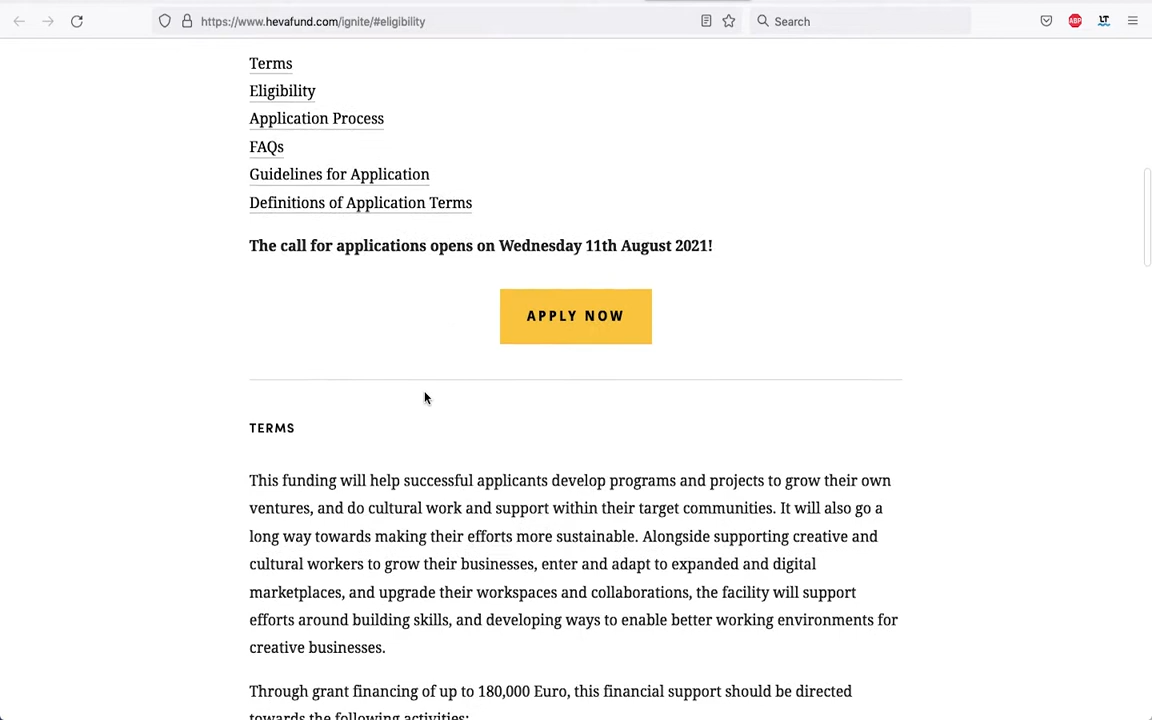 https://www.hevafund.com/ignite/#eligibility
Search
ABP
LT
Terms
Eligibility
Application Process
FAQs
Guidelines for Application
Definitions of Application Terms
The call for applications opens on Wednesday 11th August 2021!
APPLY NOW
TERMS
This funding will help successful applicants develop programs and projects to grow their own
ventures, and do cultural work and support within their target communities. It will also go a
long way towards making their efforts more sustainable. Alongside supporting creative and
cultural workers to grow their businesses, enter and adapt to expanded and digital
marketplaces, and upgrade their workspaces and collaborations, the facility will support
efforts around building skills, and developing ways to enable better working environments for
creative businesses.
Through grant financing of up to 180,000 Euro, this financial support should be directed
towards the following activities: